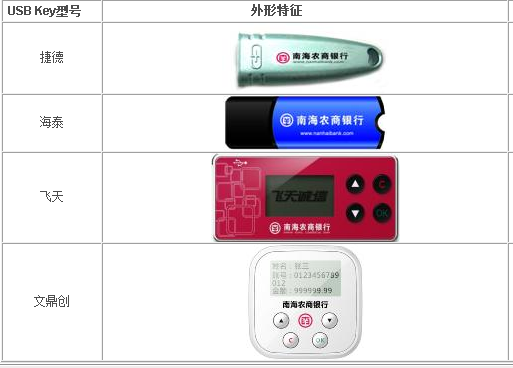 USB Key型号 外形特征
捷德
南海农商银行
www.nanhaibank.com
海泰
南海农商银行
www.nanhaibank.com
飞天
飞天诚信
C
OK
南海农商银行
文鼎创
姓名：张三
账号：0123456789
012
金额：999999.99
南海农商银行
C
OK